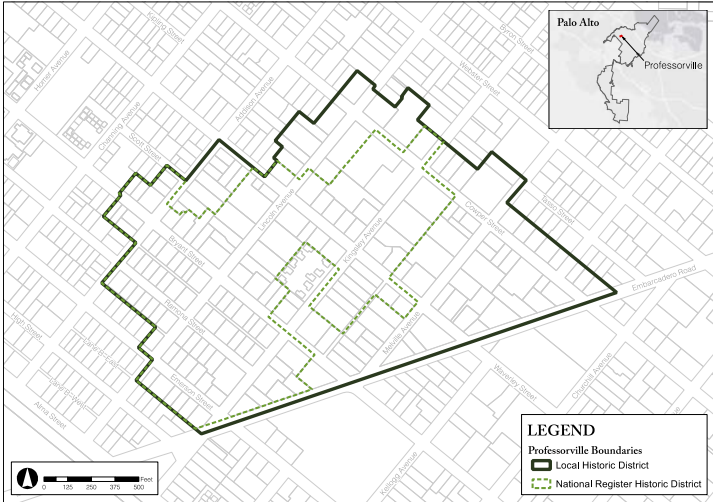 Kipling Street
Byron Street
Palo Alto
Professorville
Homer Avenue
Addison Avenue
Webster Street
Channing Avenue
Scott Street
Tasso Street
Lincoln Avenue
Cowper Street
Bryant Street
Kingsley Avenue
Embarcadero Road
Ramona Street
High Street
Melville Avenue
Emerson Street
Waverley Street
Churchill Avenue
Alma Street
Kellogg Avenue
LEGEND
Professorville Boundaries
Local Historic District
National Register Historic District
Feet
0 125 250 375 500